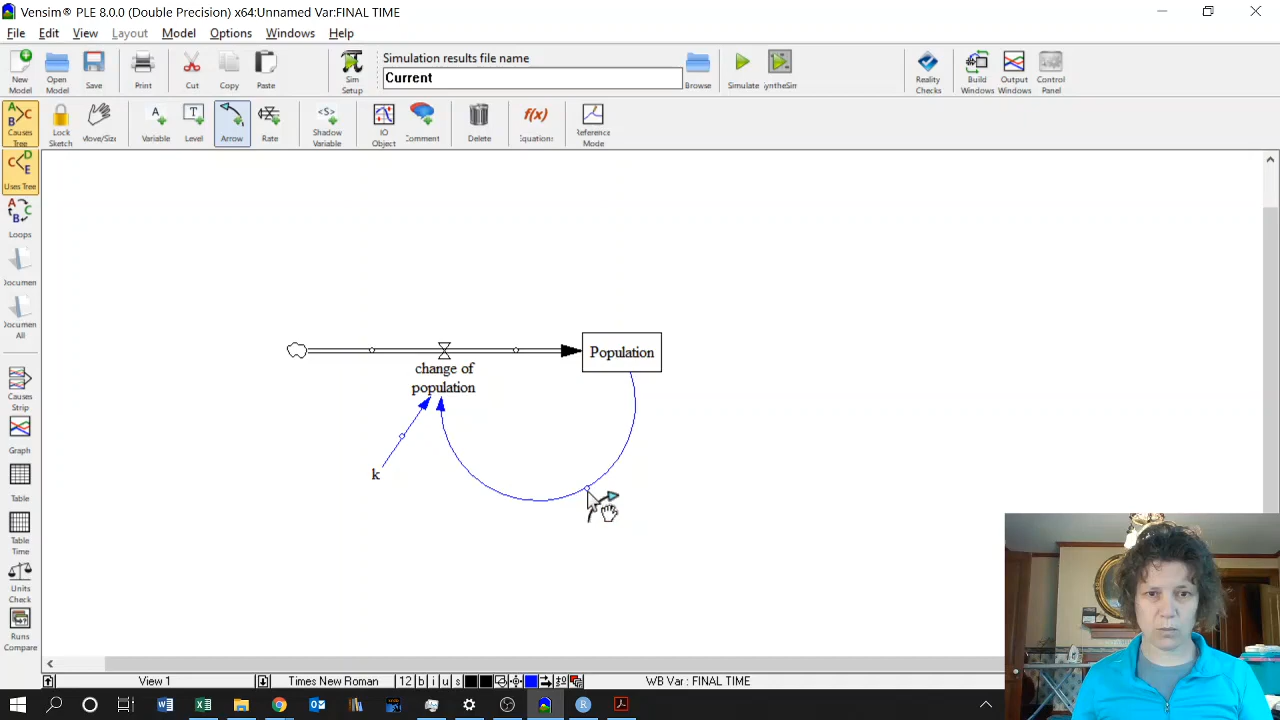 Vensim® PLE 8.0.0 (Double Precision) x64:Unnamed Var:FINAL TIME
File Edit View Layout Model Options Windows Help
New Model
Open Model
Save
Print
Cut
Copy
Paste
Sim Setup
Simulation results file name
Current
Browse
Simulate
SyntheSim
Reality Checks
Build Windows
Output Windows
Control Panel
Causes Tree
Lock Sketch
Move/Size
Variable
Level
Arrow
Rate
Shadow Variable
IO Object
Comment
Delete
Equations
Reference Mode
Uses Tree
Loops
Documen
Documen All
Causes Strip
Graph
Table
Table Time
Units Check
Runs Compare
Population
change of
population
k
View 1
Times New Roman 12 b i u s
WB Var : FINAL TIME